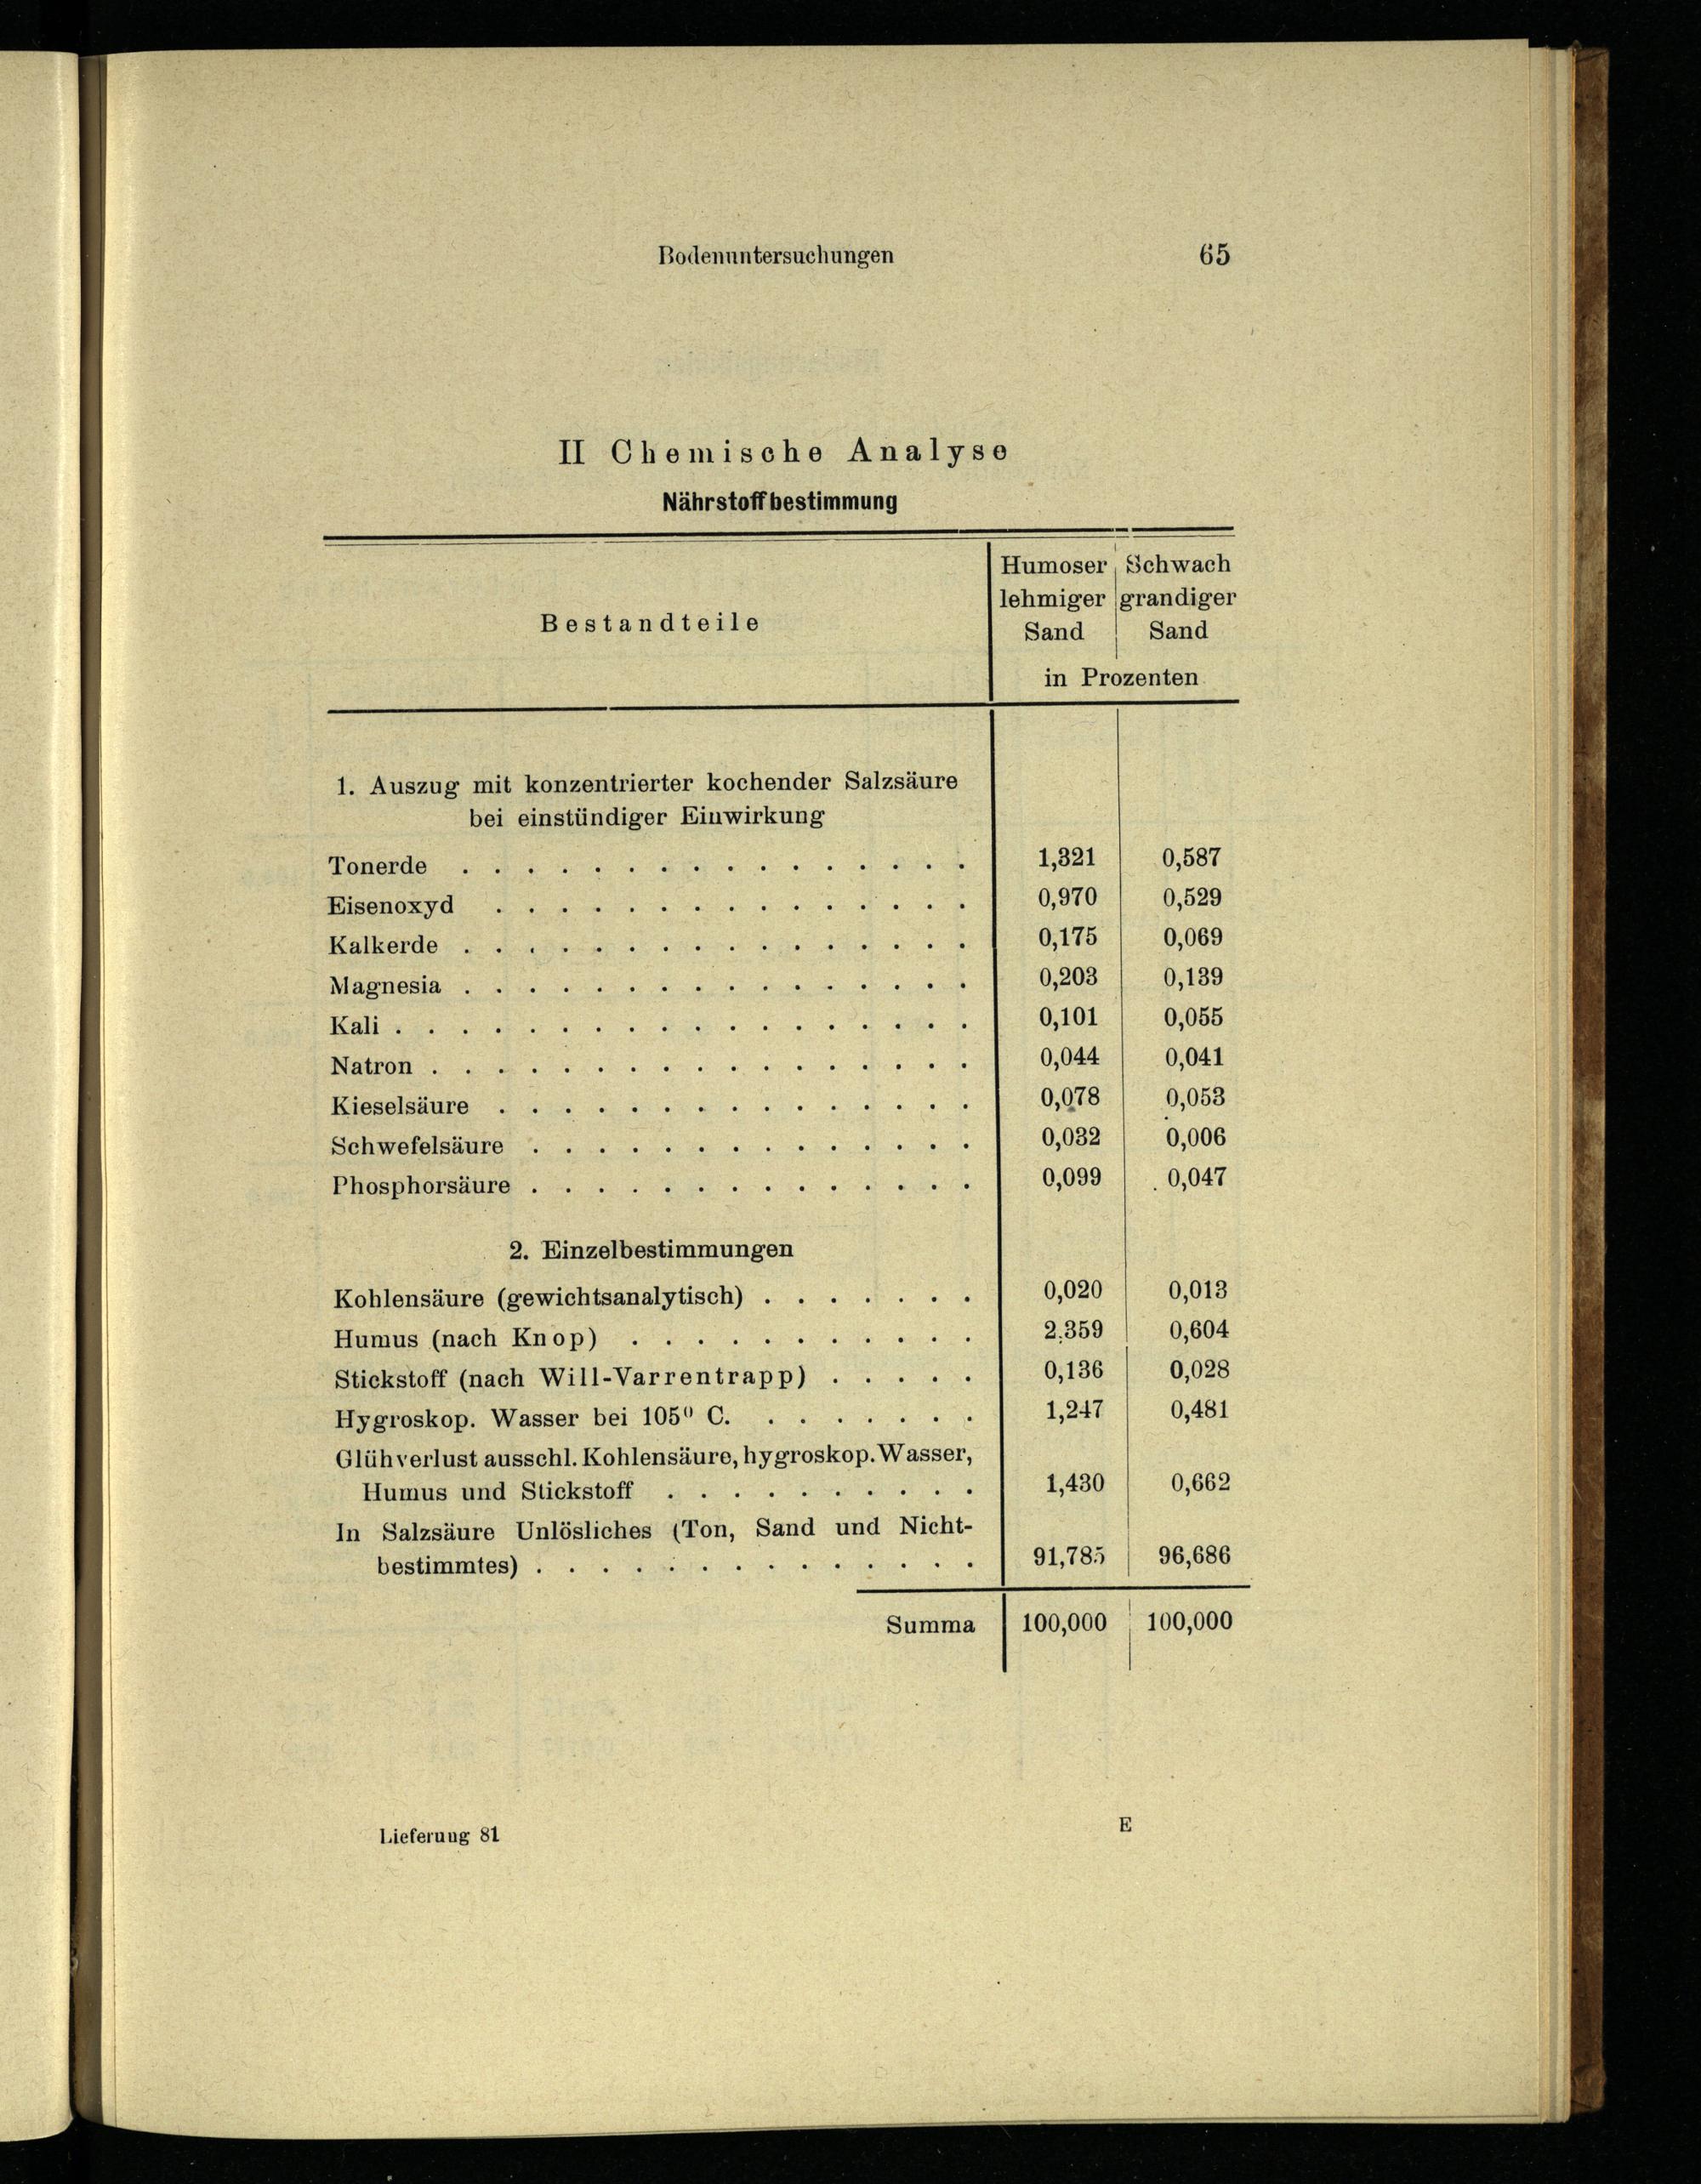 Bodenuntersuchungen 65
II Chemische Analyse
Nährstoffbestimmung
Bestandteile
Humoser lehmiger Sand
Schwach grandiger Sand
in Prozenten
1. Auszug mit konzentrierter kochender Salzsäure
bei einstündiger Einwirkung
Tonerde . . . . . . . . . . . . . . . . 1,321 0,587
Eisenoxyd . . . . . . . . . . . . . . . 0,970 0,529
Kalkerde . . . . . . . . . . . . . . . . 0,175 0,069
Magnesia . . . . . . . . . . . . . . . . 0,203 0,139
Kali . . . . . . . . . . . . . . . . . . 0,101 0,055
Natron . . . . . . . . . . . . . . . . . 0,044 0,041
Kieselsäure . . . . . . . . . . . . . . . 0,078 0,053
Schwefelsäure . . . . . . . . . . . . . . 0,032 0,006
Phosphorsäure . . . . . . . . . . . . . . 0,099 0,047
2. Einzelbestimmungen
Kohlensäure (gewichtsanalytisch) . . . . . . . 0,020 0,013
Humus (nach Knop) . . . . . . . . . . . 2,359 0,604
Stickstoff (nach Will-Varrentrapp) . . . . . 0,136 0,028
Hygroskop. Wasser bei 105⁰ C. . . . . . . . 1,247 0,481
Glühverlust ausschl. Kohlensäure, hygroskop. Wasser,
Humus und Stickstoff . . . . . . . . . . 1,430 0,662
In Salzsäure Unlösliches (Ton, Sand und Nicht-
bestimmtes) . . . . . . . . . . . . . . 91,785 96,686
Summa 100,000 100,000
Lieferung 81 E